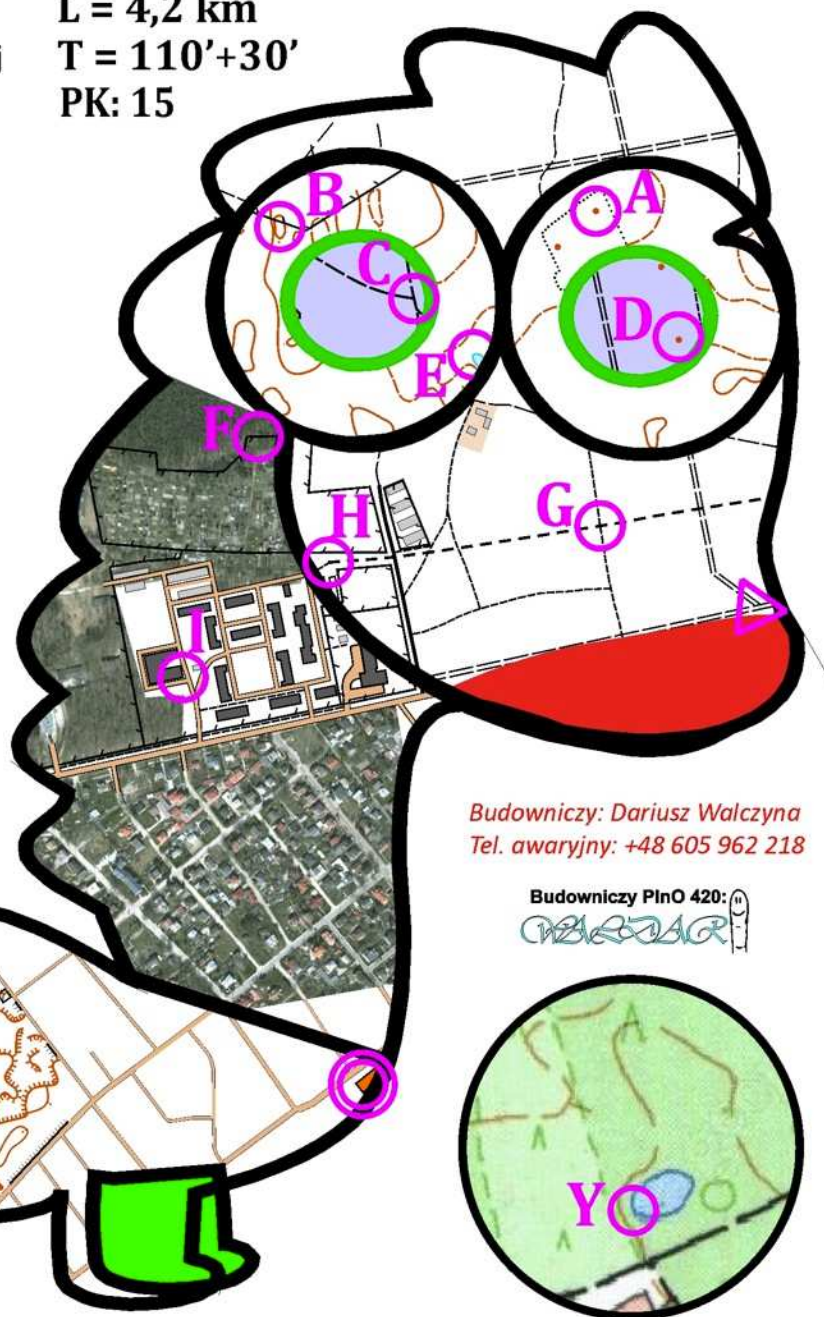 L = 4,2 km
T = 110’+30’
PK: 15
B
A
C
D
E
F
G
H
I
Budowniczy: Dariusz Walczyna
Tel. awaryjny: +48 605 962 218
Budowniczy PInO 420:
WALDAR
Y